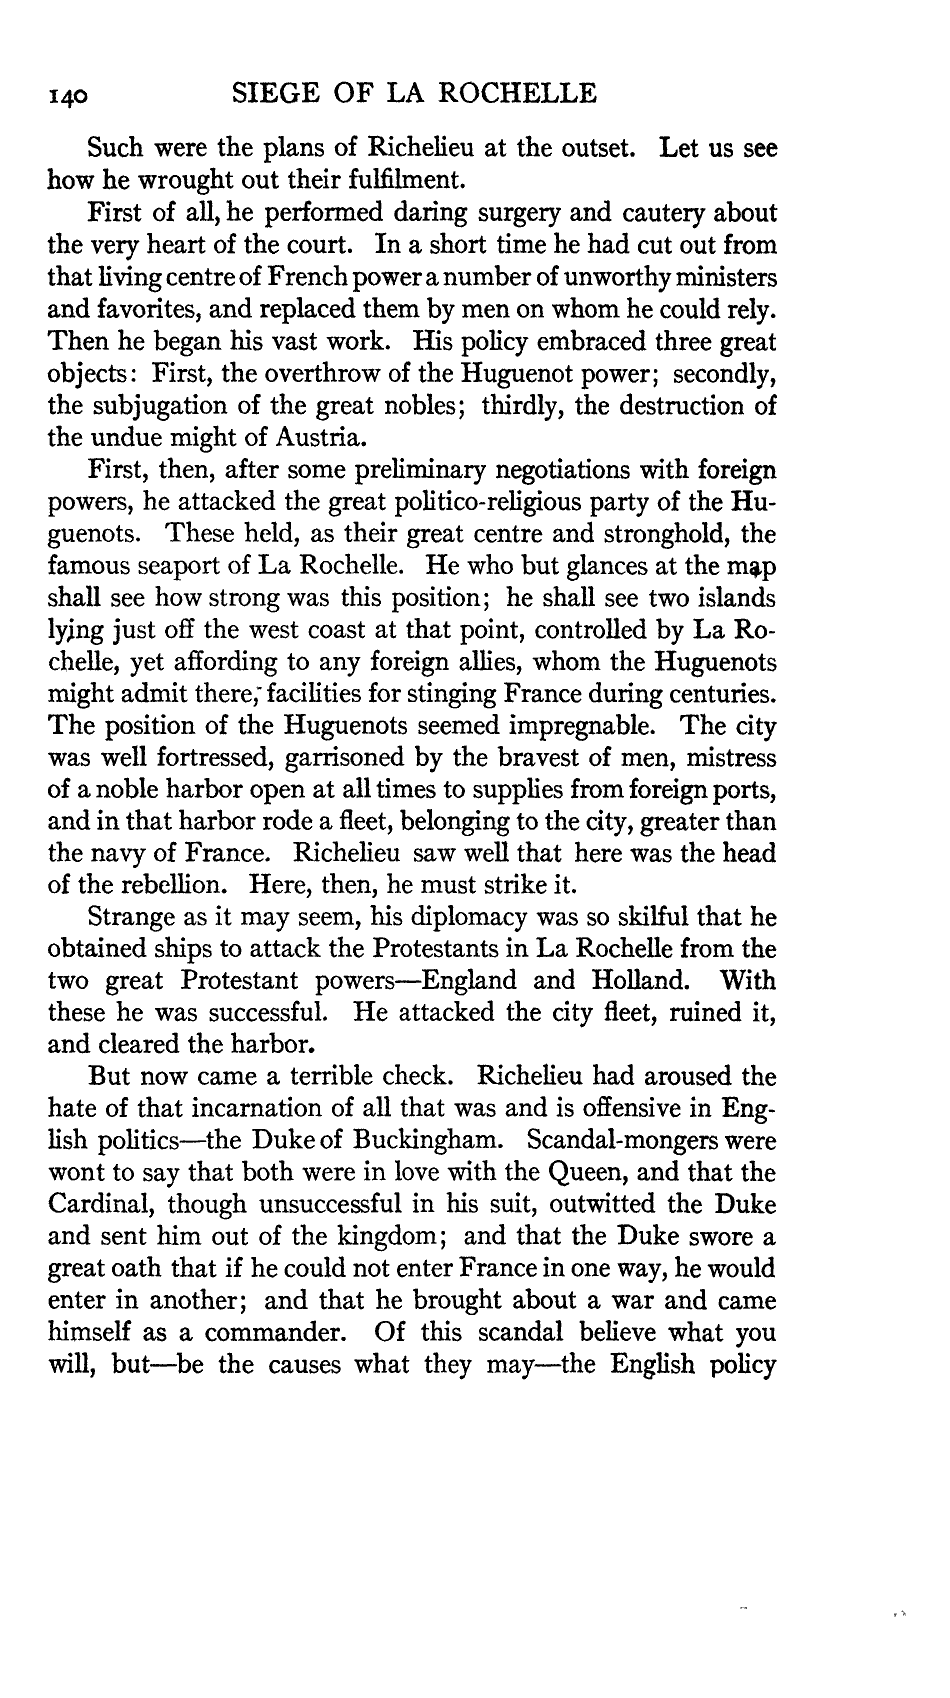 140 SIEGE OF LA ROCHELLE
Such were the plans of Richelieu at the outset. Let us see
how he wrought out their fulfilment.
First of all, he performed daring surgery and cautery about
the very heart of the court. In a short time he had cut out from
that living centre of French power a number of unworthy ministers
and favorites, and replaced them by men on whom he could rely.
Then he began his vast work. His policy embraced three great
objects: First, the overthrow of the Huguenot power; secondly,
the subjugation of the great nobles; thirdly, the destruction of
the undue might of Austria.
First, then, after some preliminary negotiations with foreign
powers, he attacked the great politico-religious party of the Hu-
guenots. These held, as their great centre and stronghold, the
famous seaport of La Rochelle. He who but glances at the map
shall see how strong was this position; he shall see two islands
lying just off the west coast at that point, controlled by La Ro-
chelle, yet affording to any foreign allies, whom the Huguenots
might admit there, facilities for stinging France during centuries.
The position of the Huguenots seemed impregnable. The city
was well fortressed, garrisoned by the bravest of men, mistress
of a noble harbor open at all times to supplies from foreign ports,
and in that harbor rode a fleet, belonging to the city, greater than
the navy of France. Richelieu saw well that here was the head
of the rebellion. Here, then, he must strike it.
Strange as it may seem, his diplomacy was so skilful that he
obtained ships to attack the Protestants in La Rochelle from the
two great Protestant powers—England and Holland. With
these he was successful. He attacked the city fleet, ruined it,
and cleared the harbor.
But now came a terrible check. Richelieu had aroused the
hate of that incarnation of all that was and is offensive in Eng-
lish politics—the Duke of Buckingham. Scandal-mongers were
wont to say that both were in love with the Queen, and that the
Cardinal, though unsuccessful in his suit, outwitted the Duke
and sent him out of the kingdom; and that the Duke swore a
great oath that if he could not enter France in one way, he would
enter in another; and that he brought about a war and came
himself as a commander. Of this scandal believe what you
will, but—be the causes what they may—the English policy